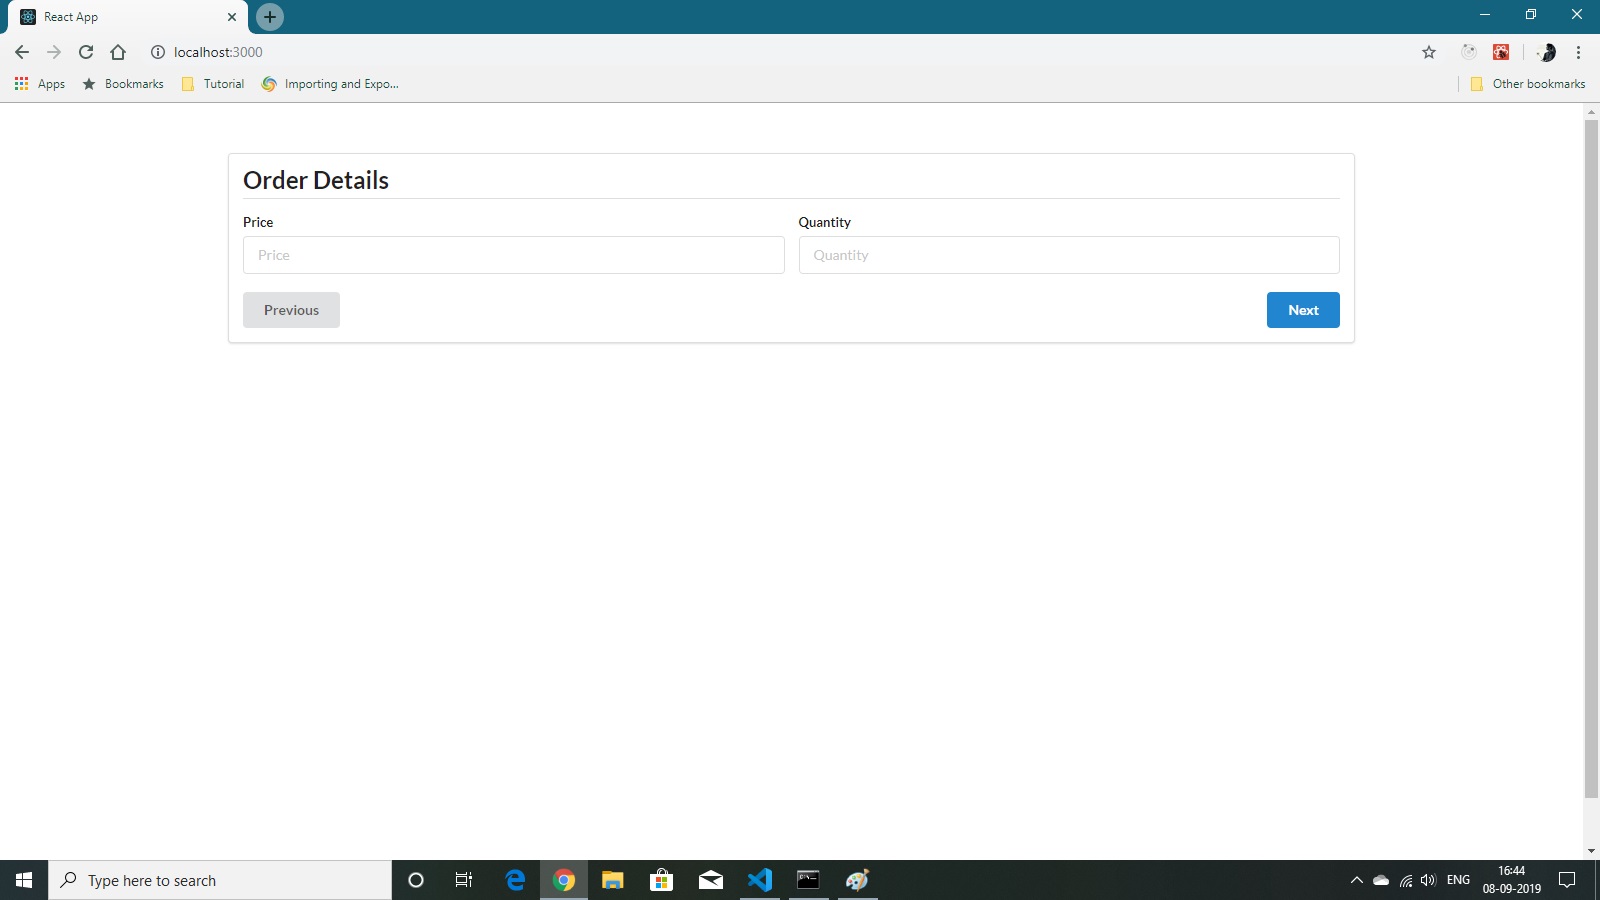 React App
localhost:3000
Apps Bookmarks Tutorial Importing and Expo... Other bookmarks
Order Details
Price Quantity
Price Quantity
Previous Next
Type here to search
ENG 16:44
08-09-2019